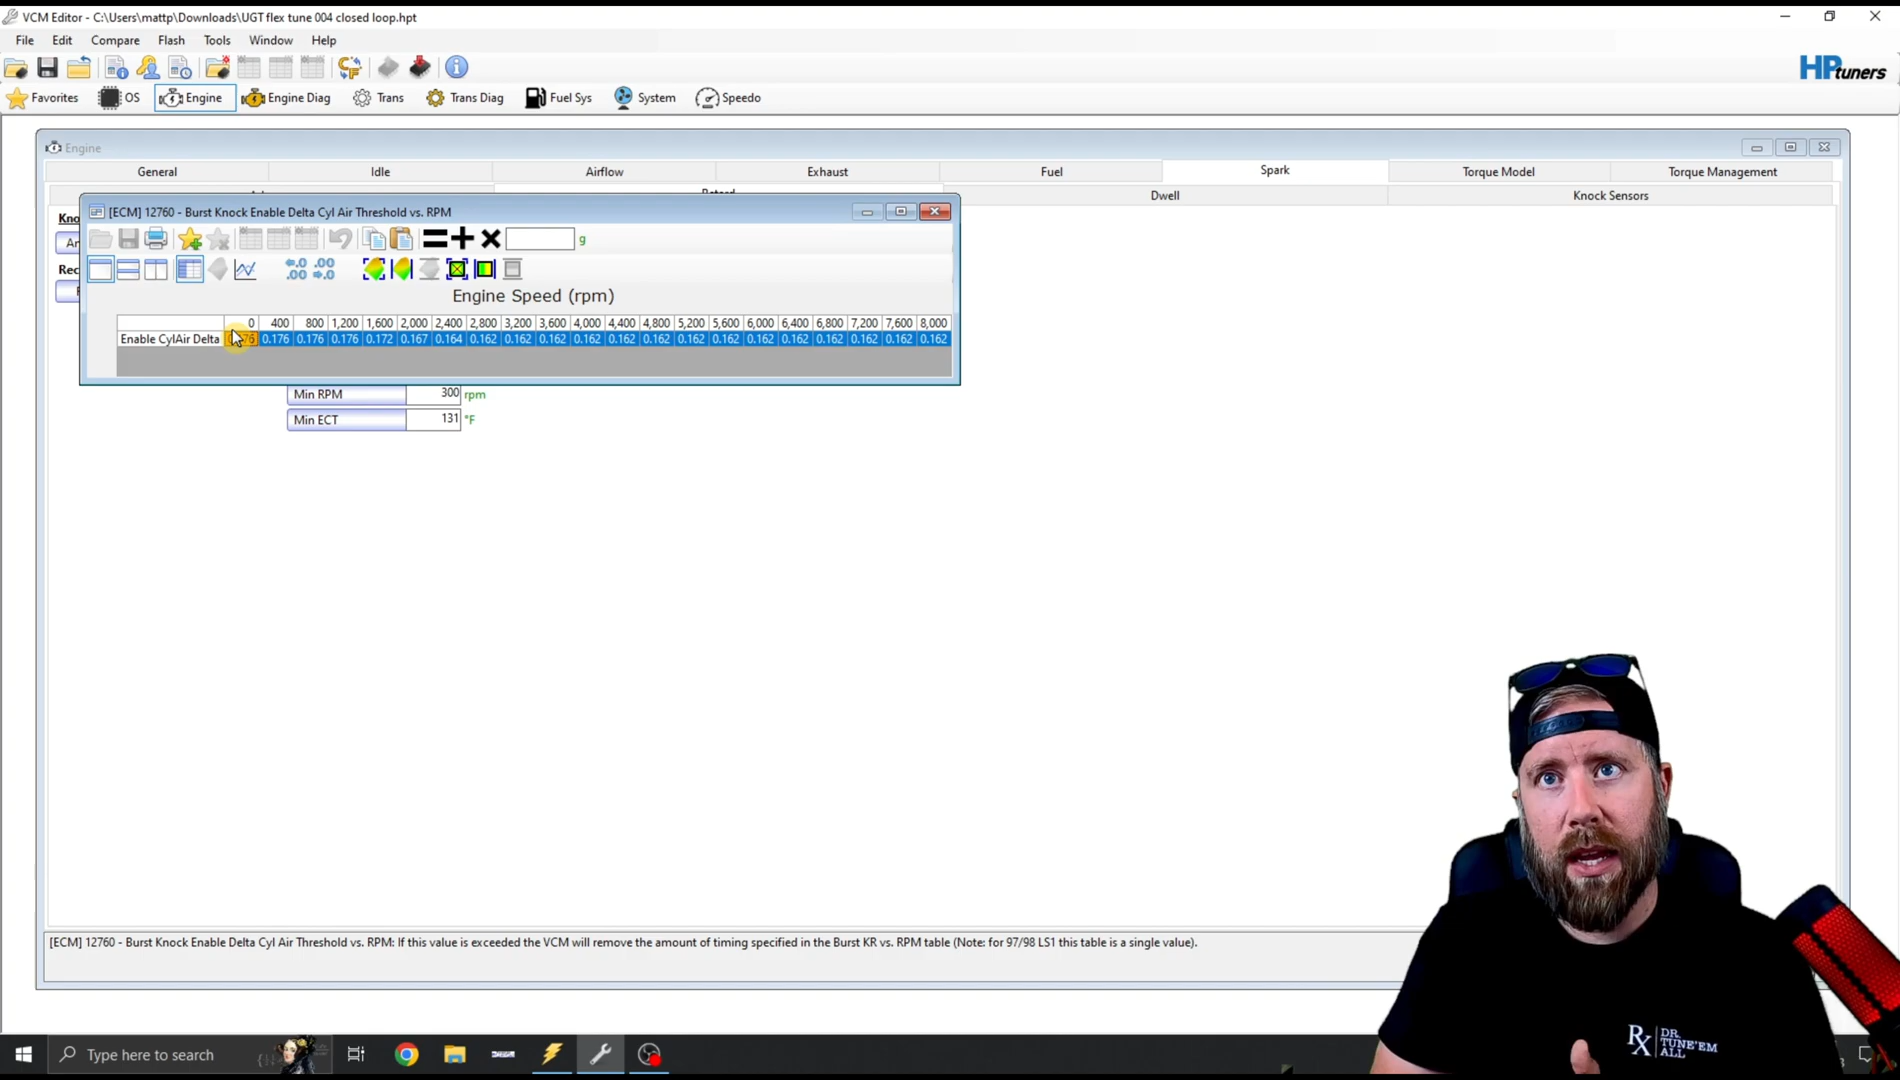 VCM Editor - C:\Users\mattp\Downloads\UGT flex tune 004 closed loop.hpt
File Edit Compare Flash Tools Window Help
HPtuners
Favorites OS Engine Engine Diag Trans Trans Diag Fuel Sys System Speedo
Engine
General Idle Airflow Exhaust Fuel Spark Torque Model Torque Management
Retard Dwell Knock Sensors
[ECM] 12760 - Burst Knock Enable Delta Cyl Air Threshold vs. RPM
g
Engine Speed (rpm)
0 400 800 1,200 1,600 2,000 2,400 2,800 3,200 3,600 4,000 4,400 4,800 5,200 5,600 6,000 6,400 6,800 7,200 7,600 8,000
Enable CylAir Delta 0.176 0.176 0.176 0.172 0.167 0.164 0.162 0.162 0.162 0.162 0.162 0.162 0.162 0.162 0.162 0.162 0.162 0.162 0.162 0.162
Min RPM 300 rpm
Min ECT 131 °F
[ECM] 12760 - Burst Knock Enable Delta Cyl Air Threshold vs. RPM: If this value is exceeded the VCM will remove the amount of timing specified in the Burst KR vs. RPM table (Note: for 97/98 LS1 this table is a single value).
Rx DR. TUNE'EM ALL
Type here to search